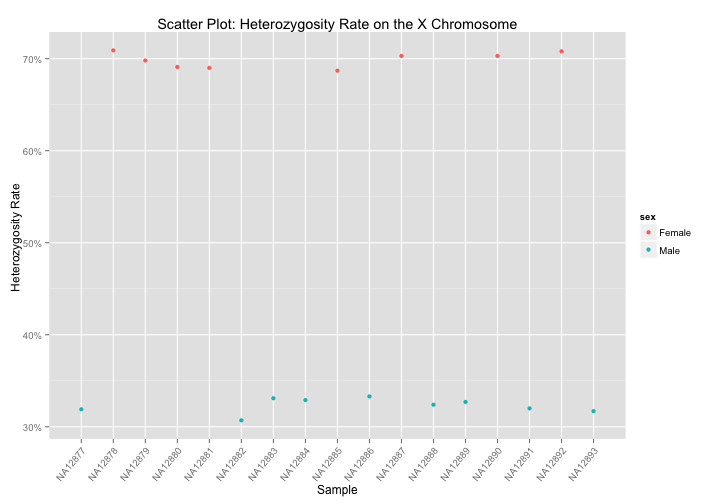 Scatter Plot: Heterozygosity Rate on the X Chromosome
Heterozygosity Rate
70%
60%
50%
40%
30%
NA12877
NA12878
NA12879
NA12880
NA12881
NA12882
NA12883
NA12884
NA12885
NA12886
NA12887
NA12888
NA12889
NA12890
NA12891
NA12892
NA12893
Sample
sex
Female
Male